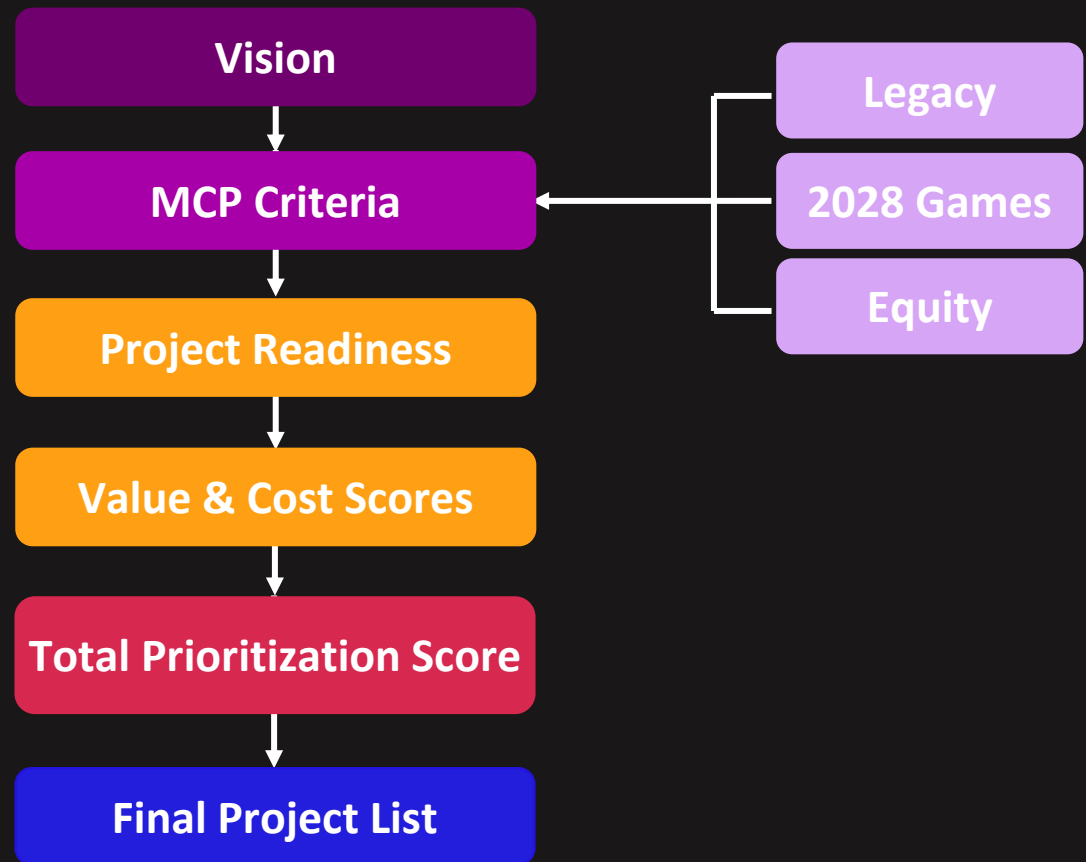 Vision
MCP Criteria
Project Readiness
Value & Cost Scores
Total Prioritization Score
Final Project List
Legacy
2028 Games
Equity